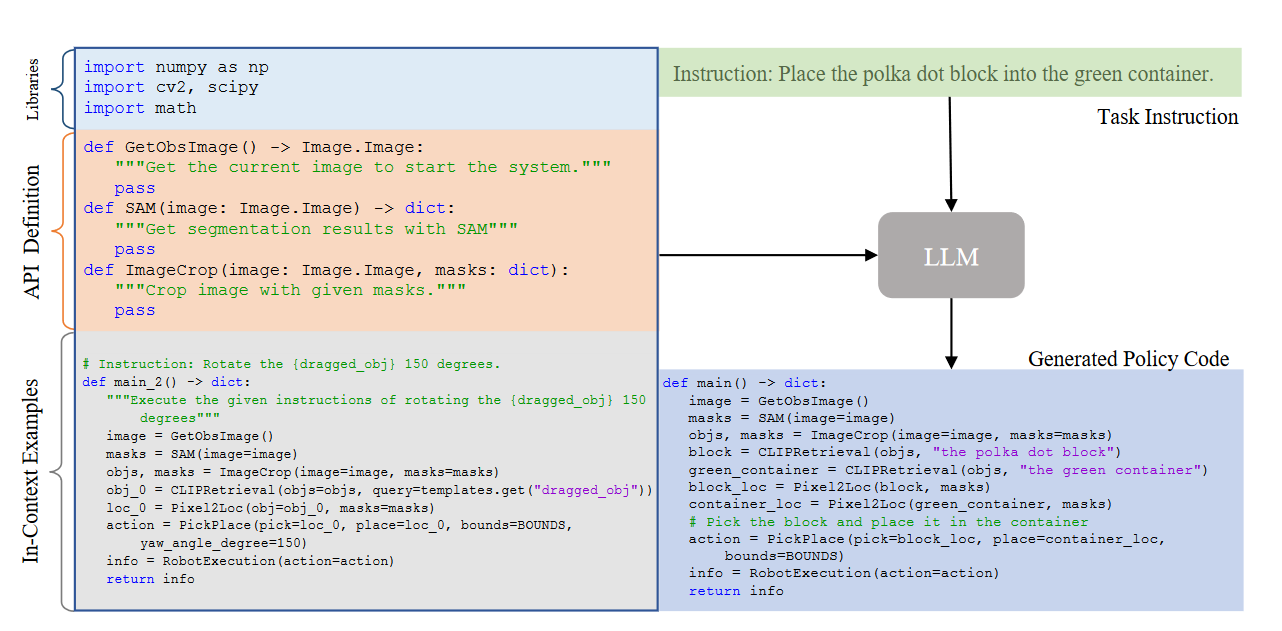 Libraries
import numpy as np
import cv2, scipy
import math
API Definition
def GetObsImage() -> Image.Image:
"""Get the current image to start the system."""
pass
def SAM(image: Image.Image) -> dict:
"""Get segmentation results with SAM"""
pass
def ImageCrop(image: Image.Image, masks: dict):
"""Crop image with given masks."""
pass
In-Context Examples
# Instruction: Rotate the {dragged_obj} 150 degrees.
def main_2() -> dict:
"""Execute the given instructions of rotating the {dragged_obj} 150
degrees"""
image = GetObsImage()
masks = SAM(image=image)
objs, masks = ImageCrop(image=image, masks=masks)
obj_0 = CLIPRetrieval(objs=objs, query=templates.get("dragged_obj"))
loc_0 = Pixel2Loc(obj=obj_0, masks=masks)
action = PickPlace(pick=loc_0, place=loc_0, bounds=BOUNDS,
yaw_angle_degree=150)
info = RobotExecution(action=action)
return info
Instruction: Place the polka dot block into the green container.
Task Instruction
LLM
Generated Policy Code
def main() -> dict:
image = GetObsImage()
masks = SAM(image=image)
objs, masks = ImageCrop(image=image, masks=masks)
block = CLIPRetrieval(objs, "the polka dot block")
green_container = CLIPRetrieval(objs, "the green container")
block_loc = Pixel2Loc(block, masks)
container_loc = Pixel2Loc(green_container, masks)
# Pick the block and place it in the container
action = PickPlace(pick=block_loc, place=container_loc,
bounds=BOUNDS)
info = RobotExecution(action=action)
return info